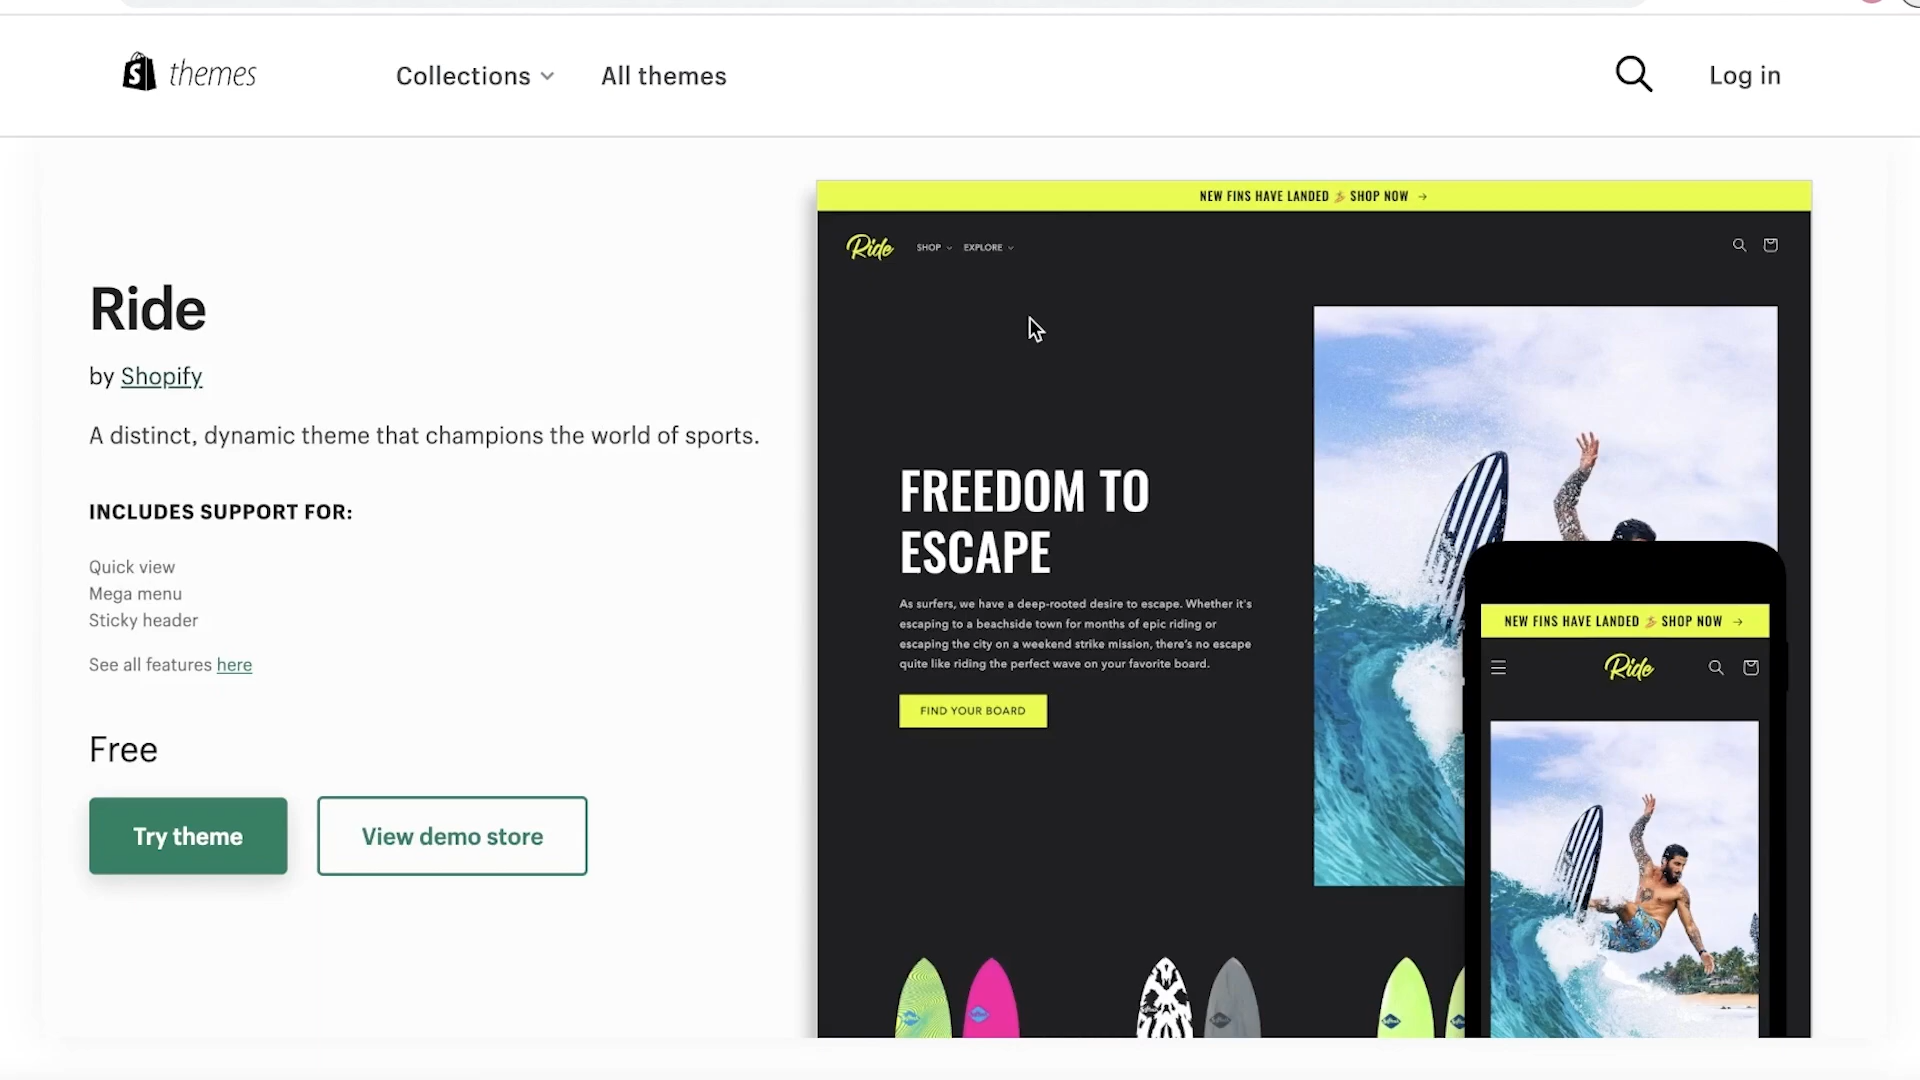 themes
Collections
All themes
Log in
Ride
by Shopify
A distinct, dynamic theme that champions the world of sports.
INCLUDES SUPPORT FOR:
Quick view
Mega menu
Sticky header
See all features here
Free
Try theme
View demo store
NEW FINS HAVE LANDED 🏄 SHOP NOW →
Ride
SHOP
EXPLORE
FREEDOM TO
ESCAPE
As surfers, we have a deep-rooted desire to escape. Whether it's
escaping to a beachside town for months of epic riding or
escaping the city on a weekend strike mission, there's no escape
quite like riding the perfect wave on your favorite board.
FIND YOUR BOARD
NEW FINS HAVE LANDED 🏄 SHOP NOW →
Ride